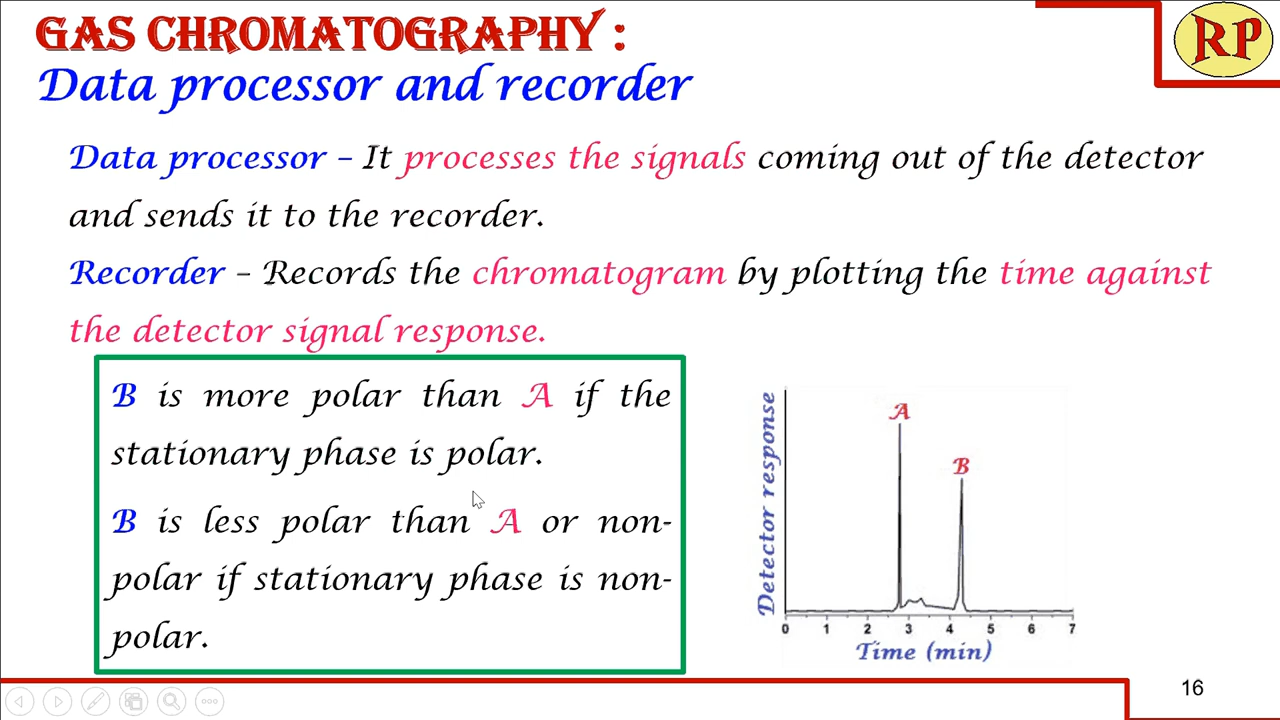 GAS CHROMATOGRAPHY :
RP
Data processor and recorder
Data processor – It processes the signals coming out of the detector
and sends it to the recorder.
Recorder – Records the chromatogram by plotting the time against
the detector signal response.
B is more polar than A if the
stationary phase is polar.
B is less polar than A or non-
polar if stationary phase is non-
polar.
Detector response
A
B
0 1 2 3 4 5 6 7
Time (min)
16